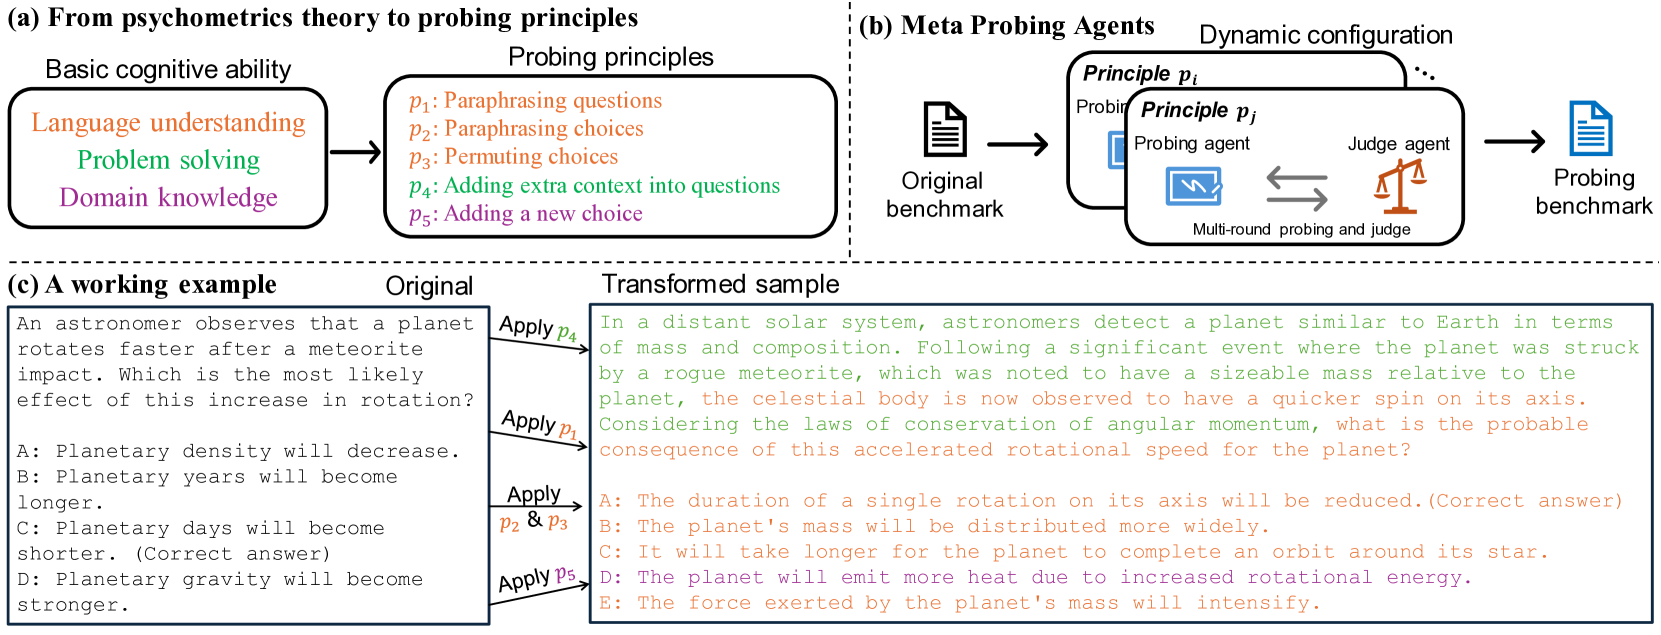 (a) From psychometrics theory to probing principles
Basic cognitive ability
Language understanding
Problem solving
Domain knowledge
Probing principles
p₁: Paraphrasing questions
p₂: Paraphrasing choices
p₃: Permuting choices
p₄: Adding extra context into questions
p₅: Adding a new choice
(b) Meta Probing Agents
Dynamic configuration
Original
benchmark
Principle pᵢ
Probin
...
Principle pⱼ
Probing agent
Judge agent
Multi-round probing and judge
Probing
benchmark
(c) A working example
Original
An astronomer observes that a planet
rotates faster after a meteorite
impact. Which is the most likely
effect of this increase in rotation?
A: Planetary density will decrease.
B: Planetary years will become
longer.
C: Planetary days will become
shorter. (Correct answer)
D: Planetary gravity will become
stronger.
Apply p₄
Apply p₁
Apply
p₂ & p₃
Apply p₅
Transformed sample
In a distant solar system, astronomers detect a planet similar to Earth in terms
of mass and composition. Following a significant event where the planet was struck
by a rogue meteorite, which was noted to have a sizeable mass relative to the
planet, the celestial body is now observed to have a quicker spin on its axis.
Considering the laws of conservation of angular momentum, what is the probable
consequence of this accelerated rotational speed for the planet?
A: The duration of a single rotation on its axis will be reduced.(Correct answer)
B: The planet's mass will be distributed more widely.
C: It will take longer for the planet to complete an orbit around its star.
D: The planet will emit more heat due to increased rotational energy.
E: The force exerted by the planet's mass will intensify.